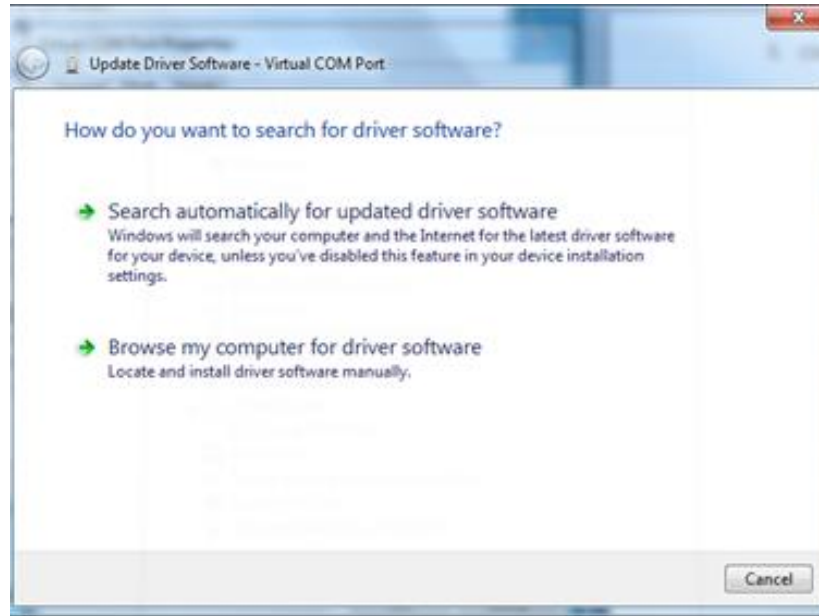 Update Driver Software - Virtual COM Port
How do you want to search for driver software?
Search automatically for updated driver software
Windows will search your computer and the Internet for the latest driver software
for your device, unless you've disabled this feature in your device installation
settings.
Browse my computer for driver software
Locate and install driver software manually.
Cancel